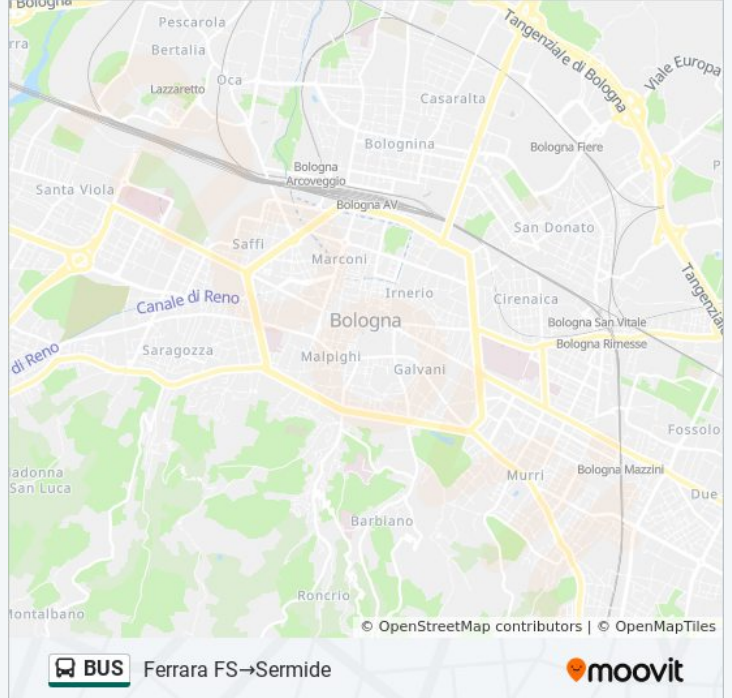 Bologna
Pescarola
Tangenziale di Bologna
Bertalia
Viale Europa
Oca
Lazzaretto
Casaralta
Bolognina
Bologna Fiere
Bologna
Arcoveggio
Santa Viola
Bologna AV
San Donato
Saffi
Marconi
Tangenziale
Irnerio
Cirenaica
Canale di Reno
Bologna
Bologna San Vitale
Bologna Rimesse
di Reno
Saragozza
Malpighi
Galvani
Fossolo
Murri
Bologna Mazzini
San Luca
Due
Barbiano
Roncrio
© OpenStreetMap contributors | © OpenMapTiles
BUS Ferrara FS→Sermide moovit